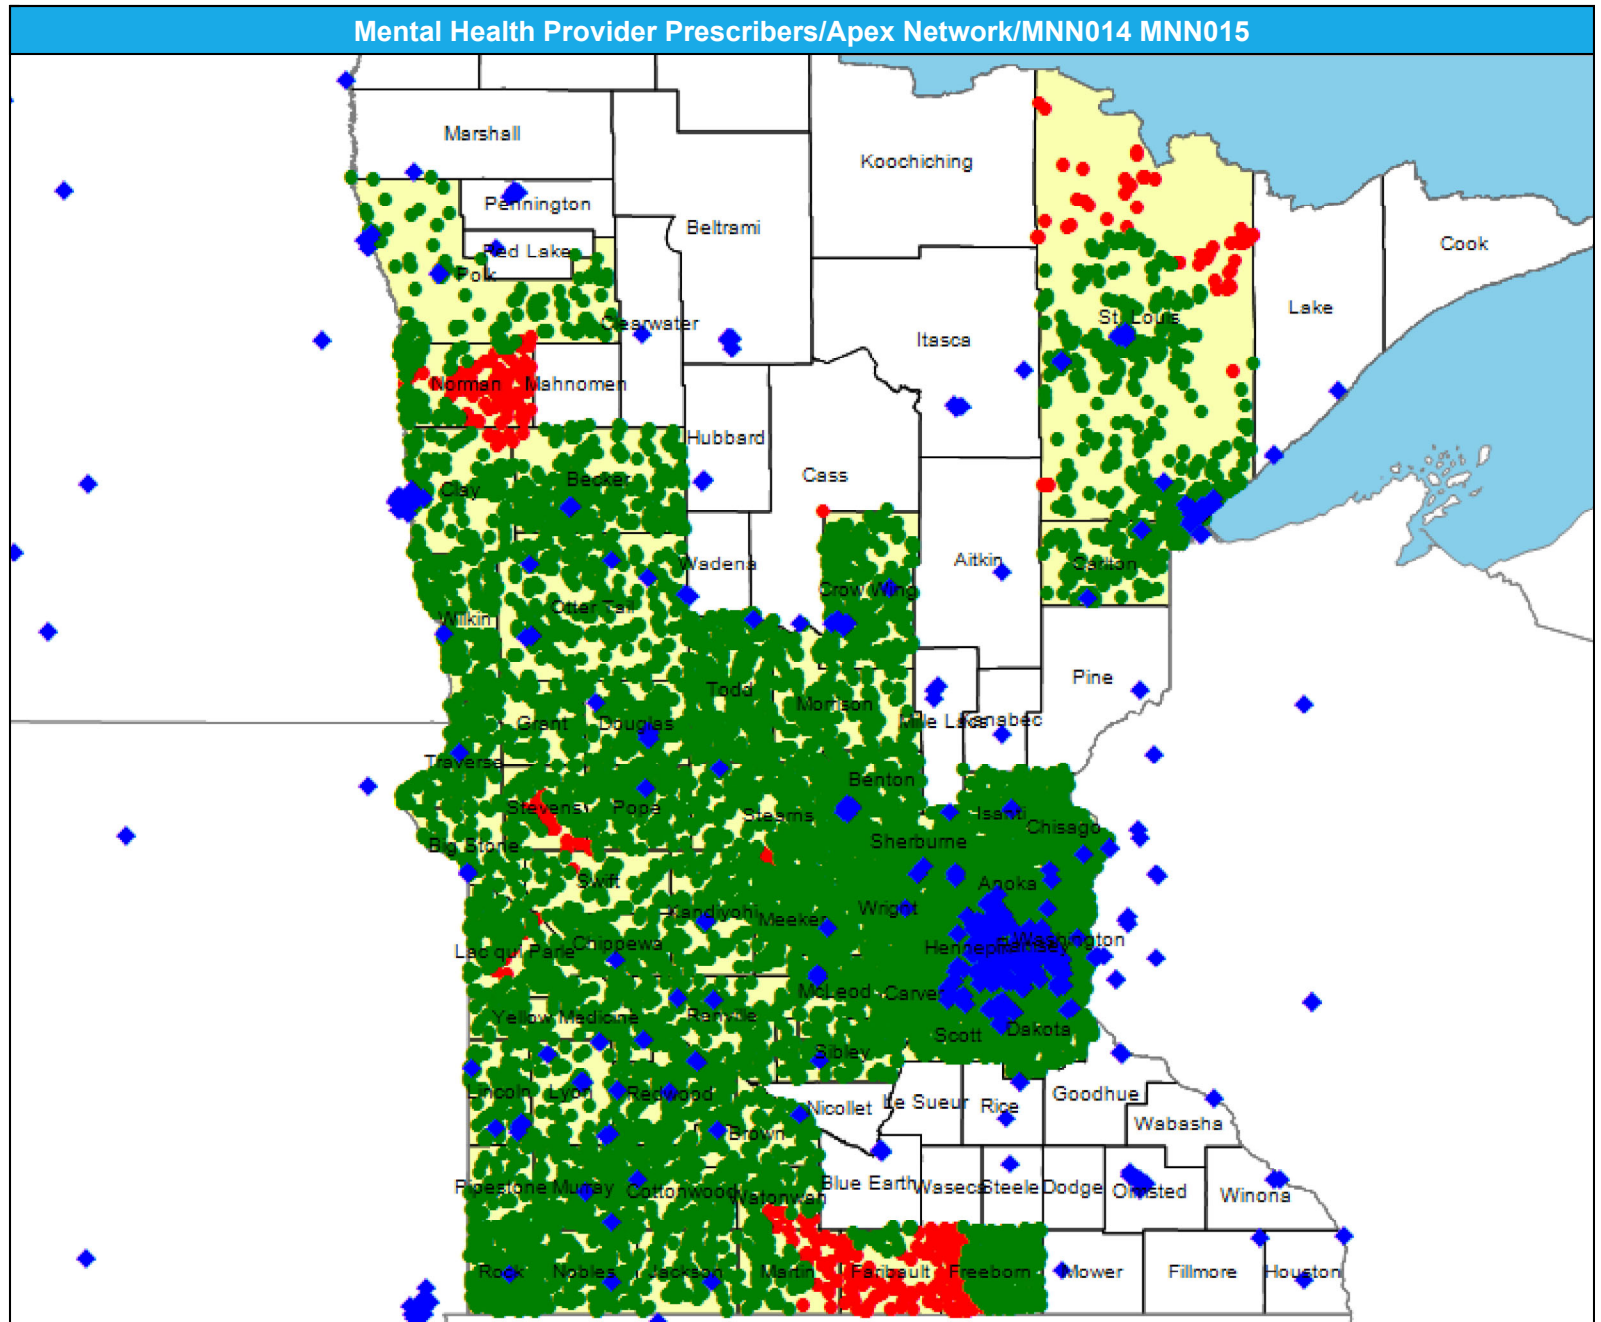 Mental Health Provider Prescribers/Apex Network/MNN014 MNN015
Marshall
Koochiching
Pennington
Beltrami
Red Lake
Cook
Polk
Lake
Clearwater
St. Louis
Itasca
Norman
Mahnomen
Hubbard
Cass
Becker
Clay
Wadena
Aitkin
Carlton
Crow Wing
Otter Tail
Wilkin
Pine
Todd
Morrison
Grant
Douglas
Mille Lacs
Kanabec
Traverse
Benton
Stevens
Pope
Stearns
Isanti
Chisago
Sherburne
Big Stone
Swift
Anoka
Kandiyohi
Meeker
Wright
Hennepin
Ramsey
Washington
Lac qui Parle
Chippewa
McLeod
Carver
Yellow Medicine
Renville
Scott
Dakota
Sibley
Lincoln
Lyon
Redwood
Nicollet
Le Sueur
Rice
Goodhue
Wabasha
Brown
Pipestone
Murray
Cottonwood
Watonwan
Blue Earth
Waseca
Steele
Dodge
Olmsted
Winona
Rock
Nobles
Jackson
Martin
Faribault
Freeborn
Mower
Fillmore
Houston